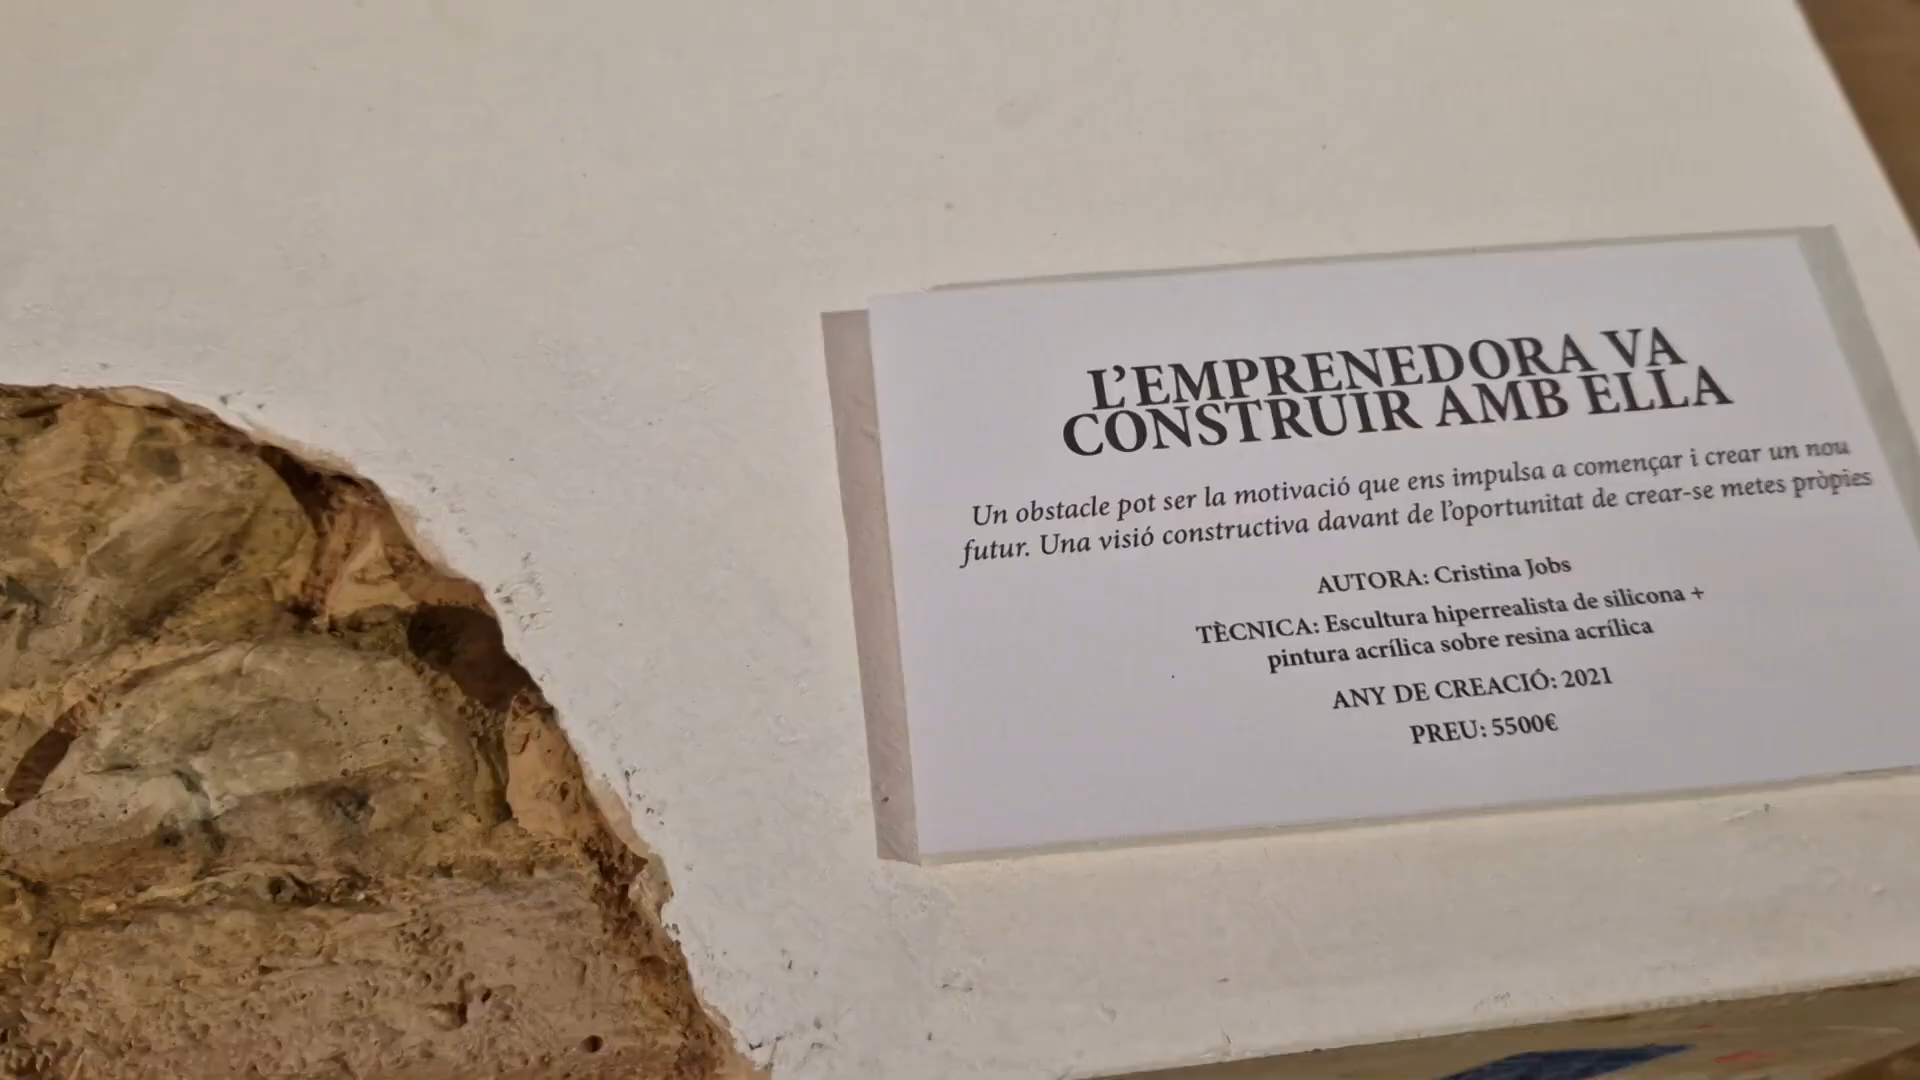 L’EMPRENEDORA VA
CONSTRUIR AMB ELLA
Un obstacle pot ser la motivació que ens impulsa a començar i crear un nou
futur. Una visió constructiva davant de l’oportunitat de crear-se metes pròpies
AUTORA: Cristina Jobs
TÈCNICA: Escultura hiperrealista de silicona +
pintura acrílica sobre resina acrílica
ANY DE CREACIÓ: 2021
PREU: 5500€